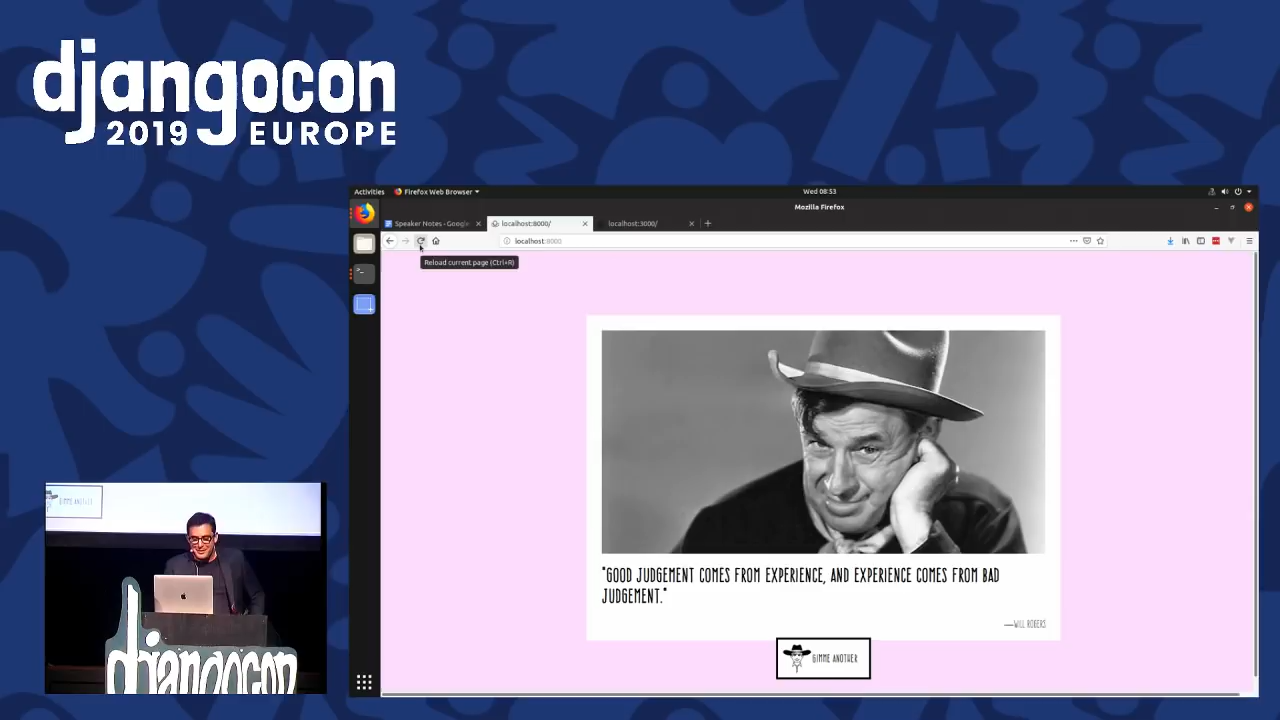 djangocon
2019 EUROPE
Activities
Firefox Web Browser
Wed 08:53
Mozilla Firefox
Speaker Notes - Google
localhost:8000/
localhost:3000/
localhost:8000
Reload current page (Ctrl+R)
"GOOD JUDGEMENT COMES FROM EXPERIENCE, AND EXPERIENCE COMES FROM BAD
JUDGEMENT."
—WILL ROGERS
GIMME ANOTHER
GIMME ANOTHER
djangocon